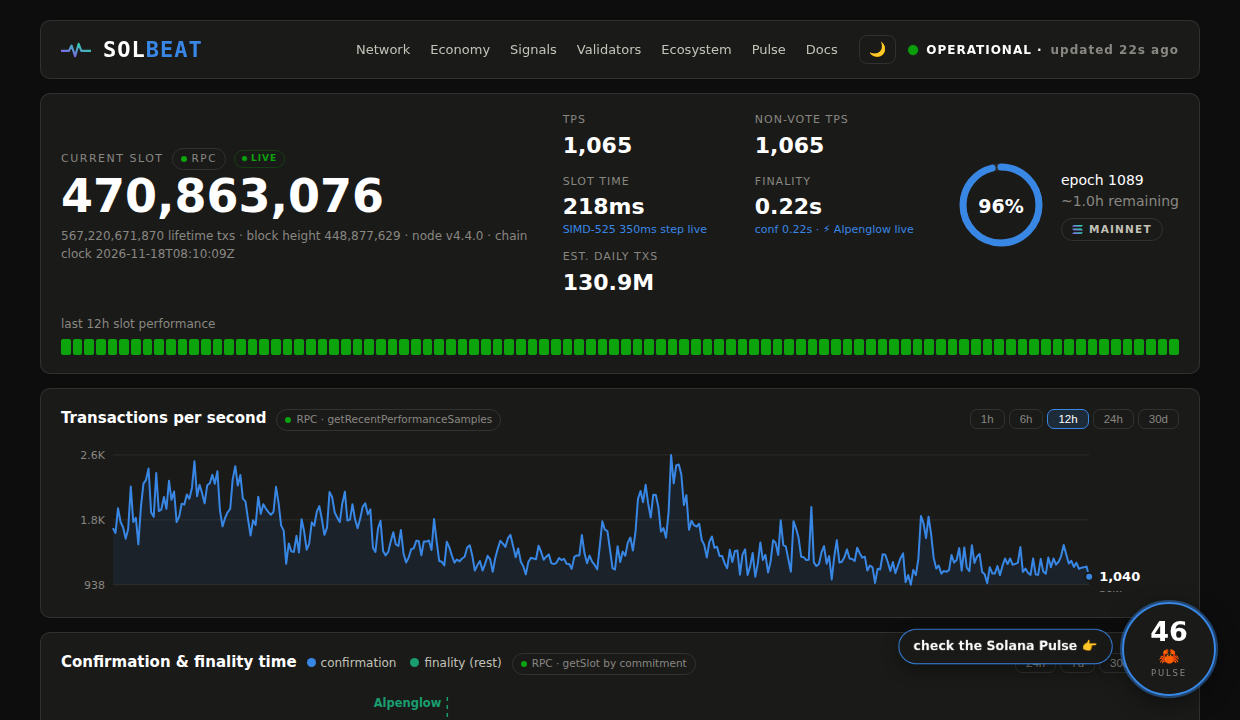 SOLBEAT
Network Economy Signals Validators Ecosystem Pulse Docs
OPERATIONAL · updated 22s ago
CURRENT SLOT RPC LIVE
470,863,076
567,220,671,870 lifetime txs · block height 448,877,629 · node v4.4.0 · chain
clock 2026-11-18T08:10:09Z
TPS
1,065
NON-VOTE TPS
1,065
SLOT TIME
218ms
SIMD-525 350ms step live
FINALITY
0.22s
conf 0.22s · ⚡ Alpenglow live
EST. DAILY TXS
130.9M
96%
epoch 1089
~1.0h remaining
MAINNET
last 12h slot performance
Transactions per second RPC · getRecentPerformanceSamples
1h 6h 12h 24h 30d
2.6K
1.8K
938
1,040
Confirmation & finality time confirmation finality (rest) RPC · getSlot by commitment
check the Solana Pulse 👉
46
🦀
PULSE
Alpenglow